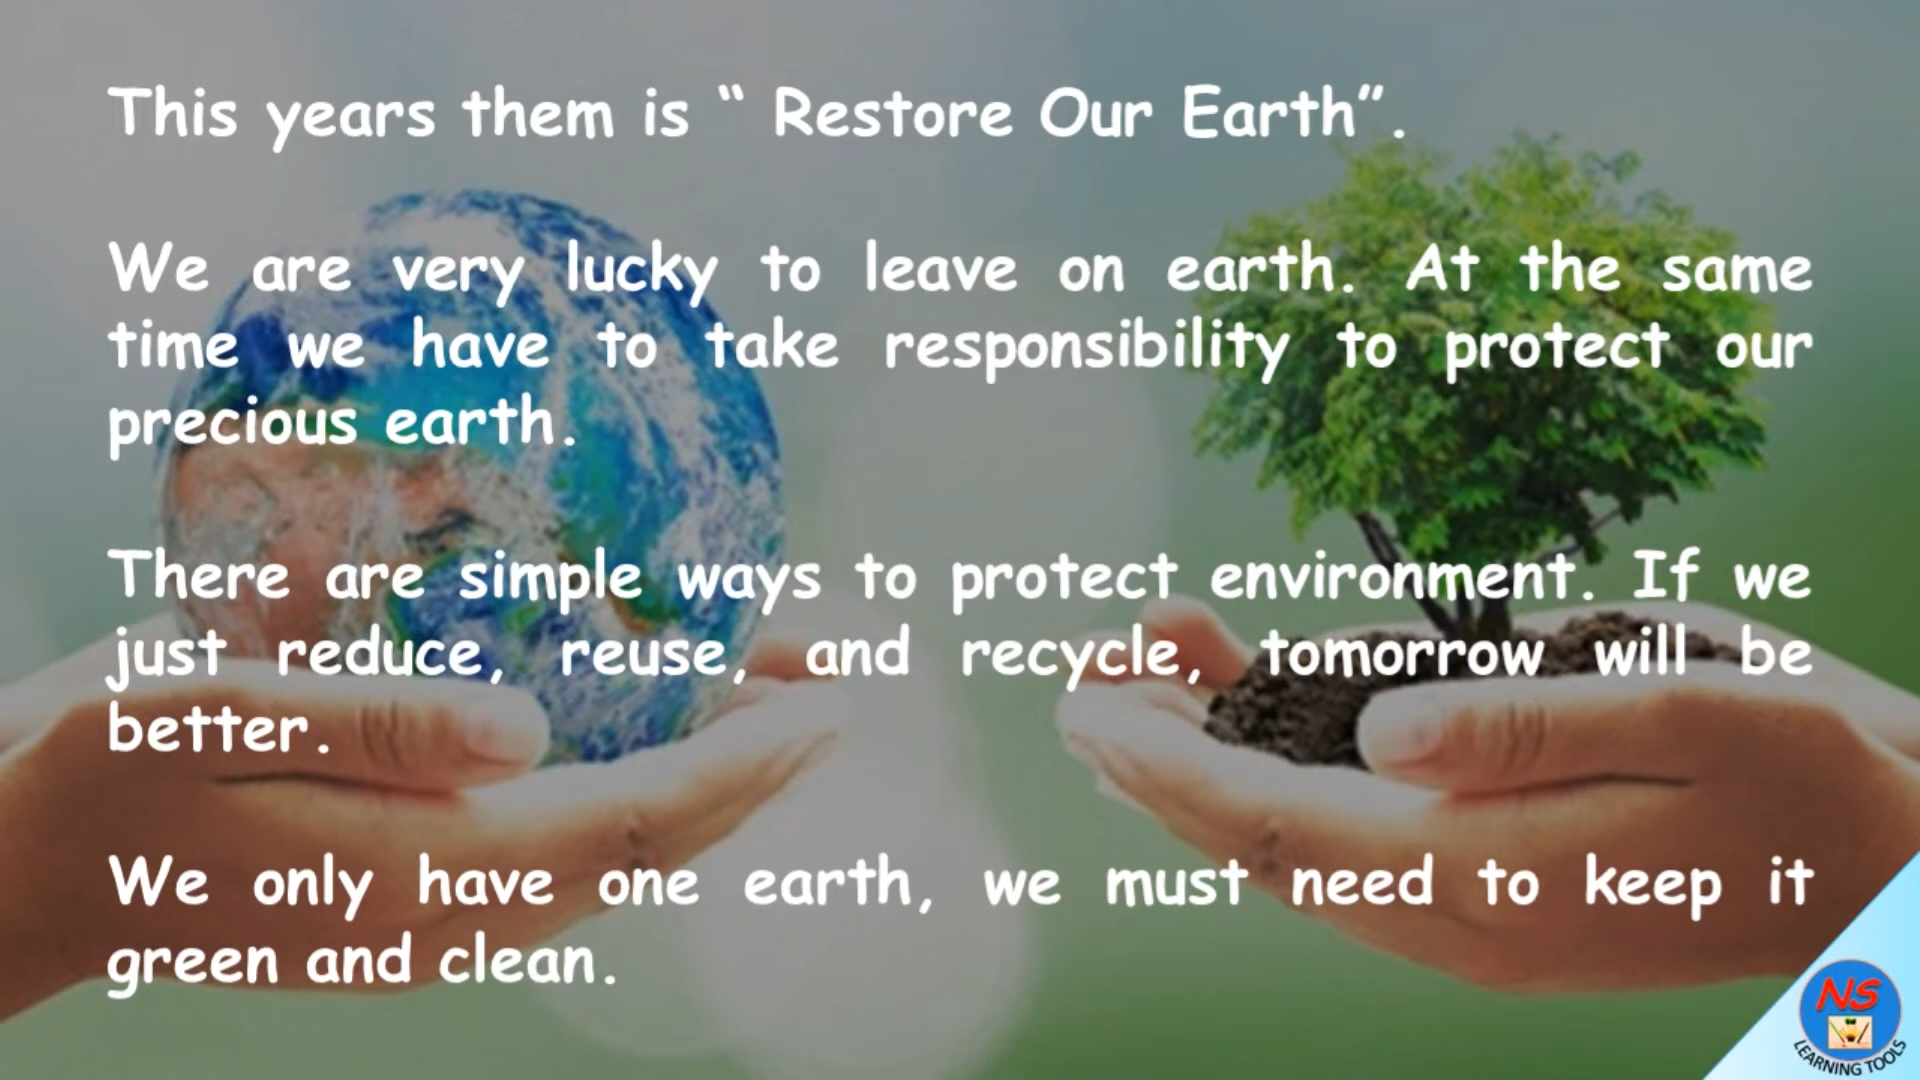 This years them is “ Restore Our Earth”.
We are very lucky to leave on earth. At the same
time we have to take responsibility to protect our
precious earth.
There are simple ways to protect environment. If we
just reduce, reuse, and recycle, tomorrow will be
better.
We only have one earth, we must need to keep it
green and clean.
NS
LEARNING TOOLS